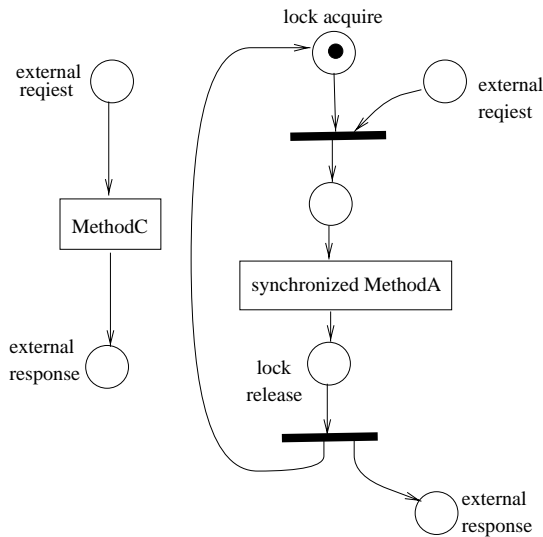 lock acquire
external
reqiest
external
reqiest
MethodC
synchronized MethodA
external
response
lock
release
external
response